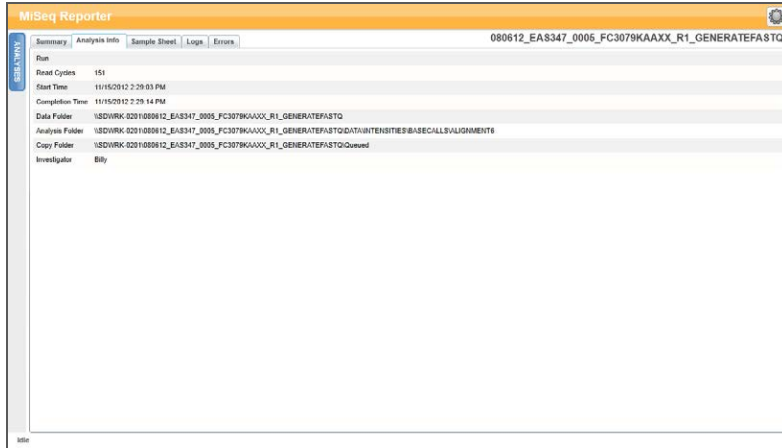 MiSeq Reporter
ANALYSES
Summary Analysis Info Sample Sheet Logs Errors 080612_EAS347_0005_FC3079KAAXX_R1_GENERATEFASTQ
Run
Read Cycles 151
Start Time 11/15/2012 2:29:03 PM
Completion Time 11/15/2012 2:29:14 PM
Data Folder \\SDWRK-0201\080612_EAS347_0005_FC3079KAAXX_R1_GENERATEFASTQ
Analysis Folder \\SDWRK-0201\080612_EAS347_0005_FC3079KAAXX_R1_GENERATEFASTQ\DATA\INTENSITIES\BASECALLS\ALIGNMENT6
Copy Folder \\SDWRK-0201\080612_EAS347_0005_FC3079KAAXX_R1_GENERATEFASTQ\Queued
Investigator Billy
Idle